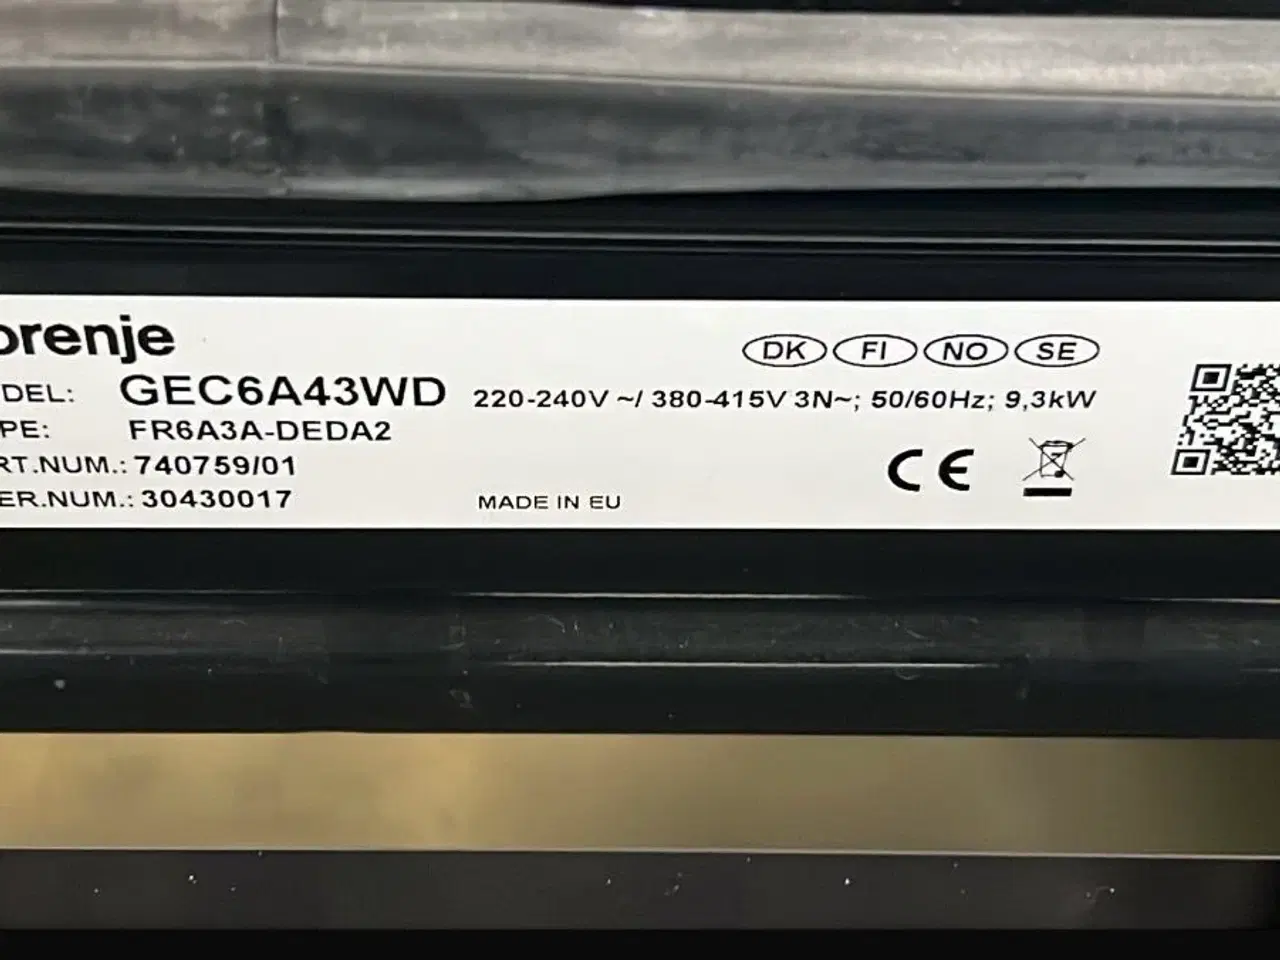 orenje
DK FI NO SE
DEL: GEC6A43WD 220-240V ~/ 380-415V 3N~; 50/60Hz; 9,3kW
PE: FR6A3A-DEDA2
RT.NUM.: 740759/01
ER.NUM.: 30430017 MADE IN EU
CE